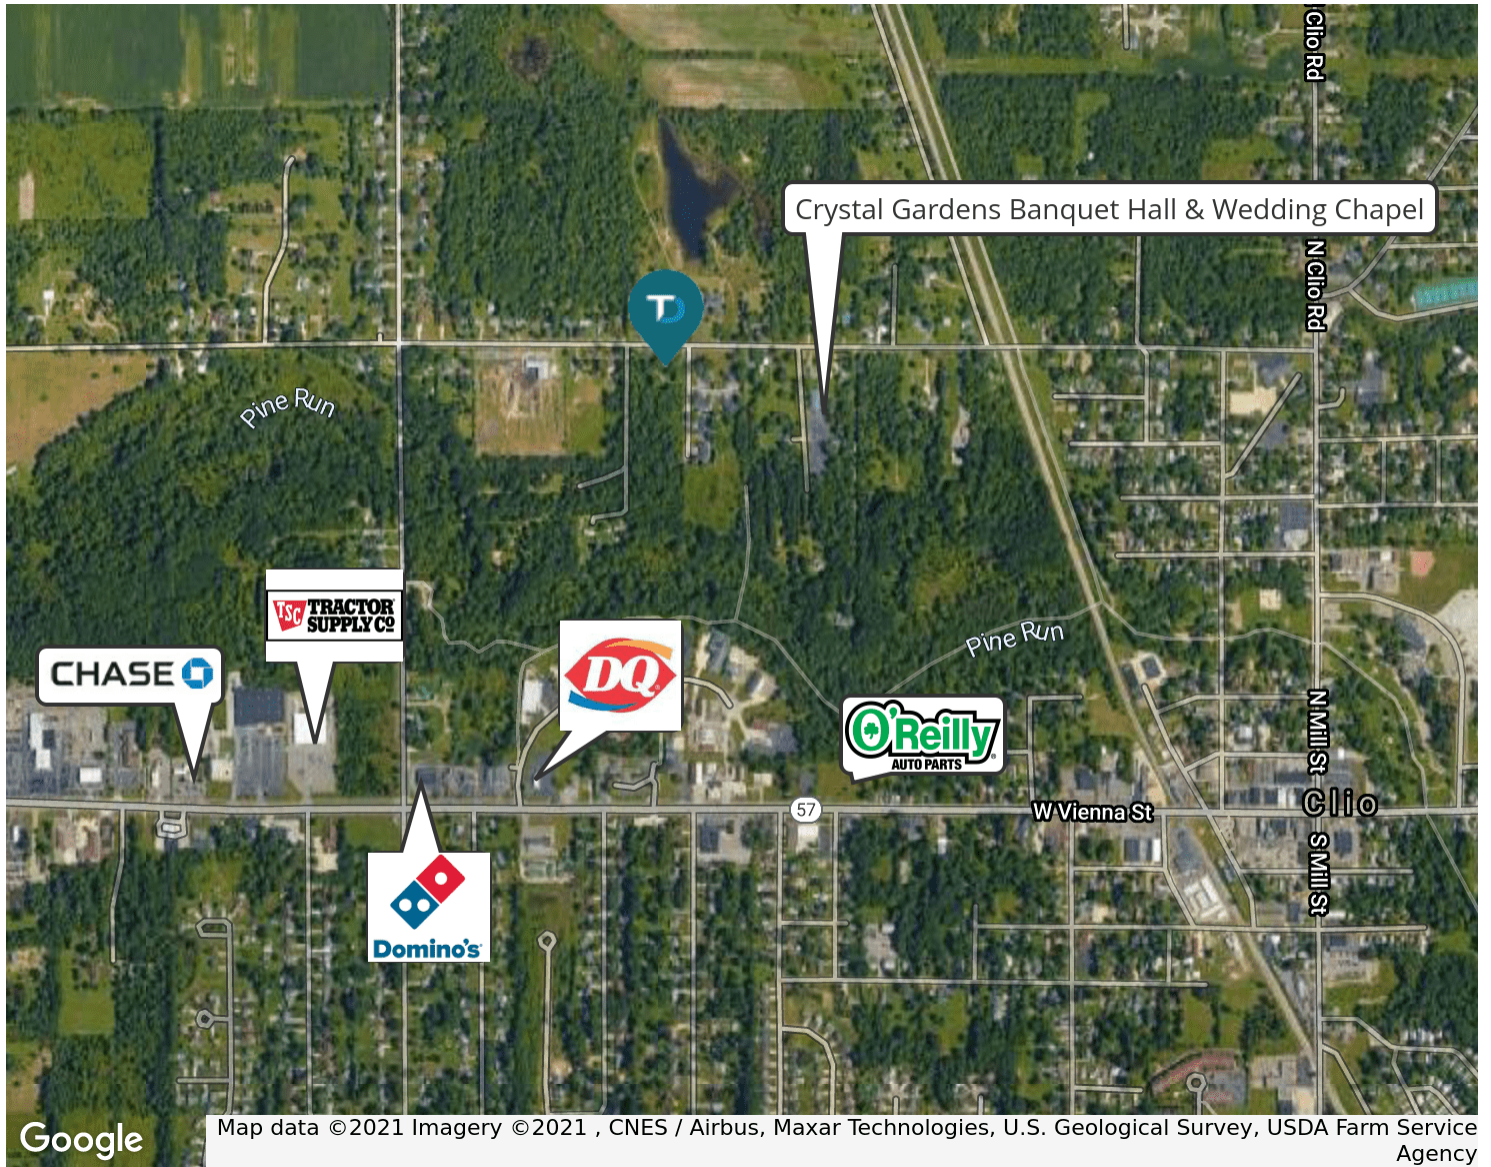 N Clio Rd
Crystal Gardens Banquet Hall & Wedding Chapel
N Clio Rd
TD
Pine Run
TSC TRACTOR
SUPPLY CO
Pine Run
CHASE
DQ
O'Reilly
AUTO PARTS
N Mill St
Clio
57
W Vienna St
S Mill St
Domino's
Google
Map data ©2021 Imagery ©2021 , CNES / Airbus, Maxar Technologies, U.S. Geological Survey, USDA Farm Service
Agency